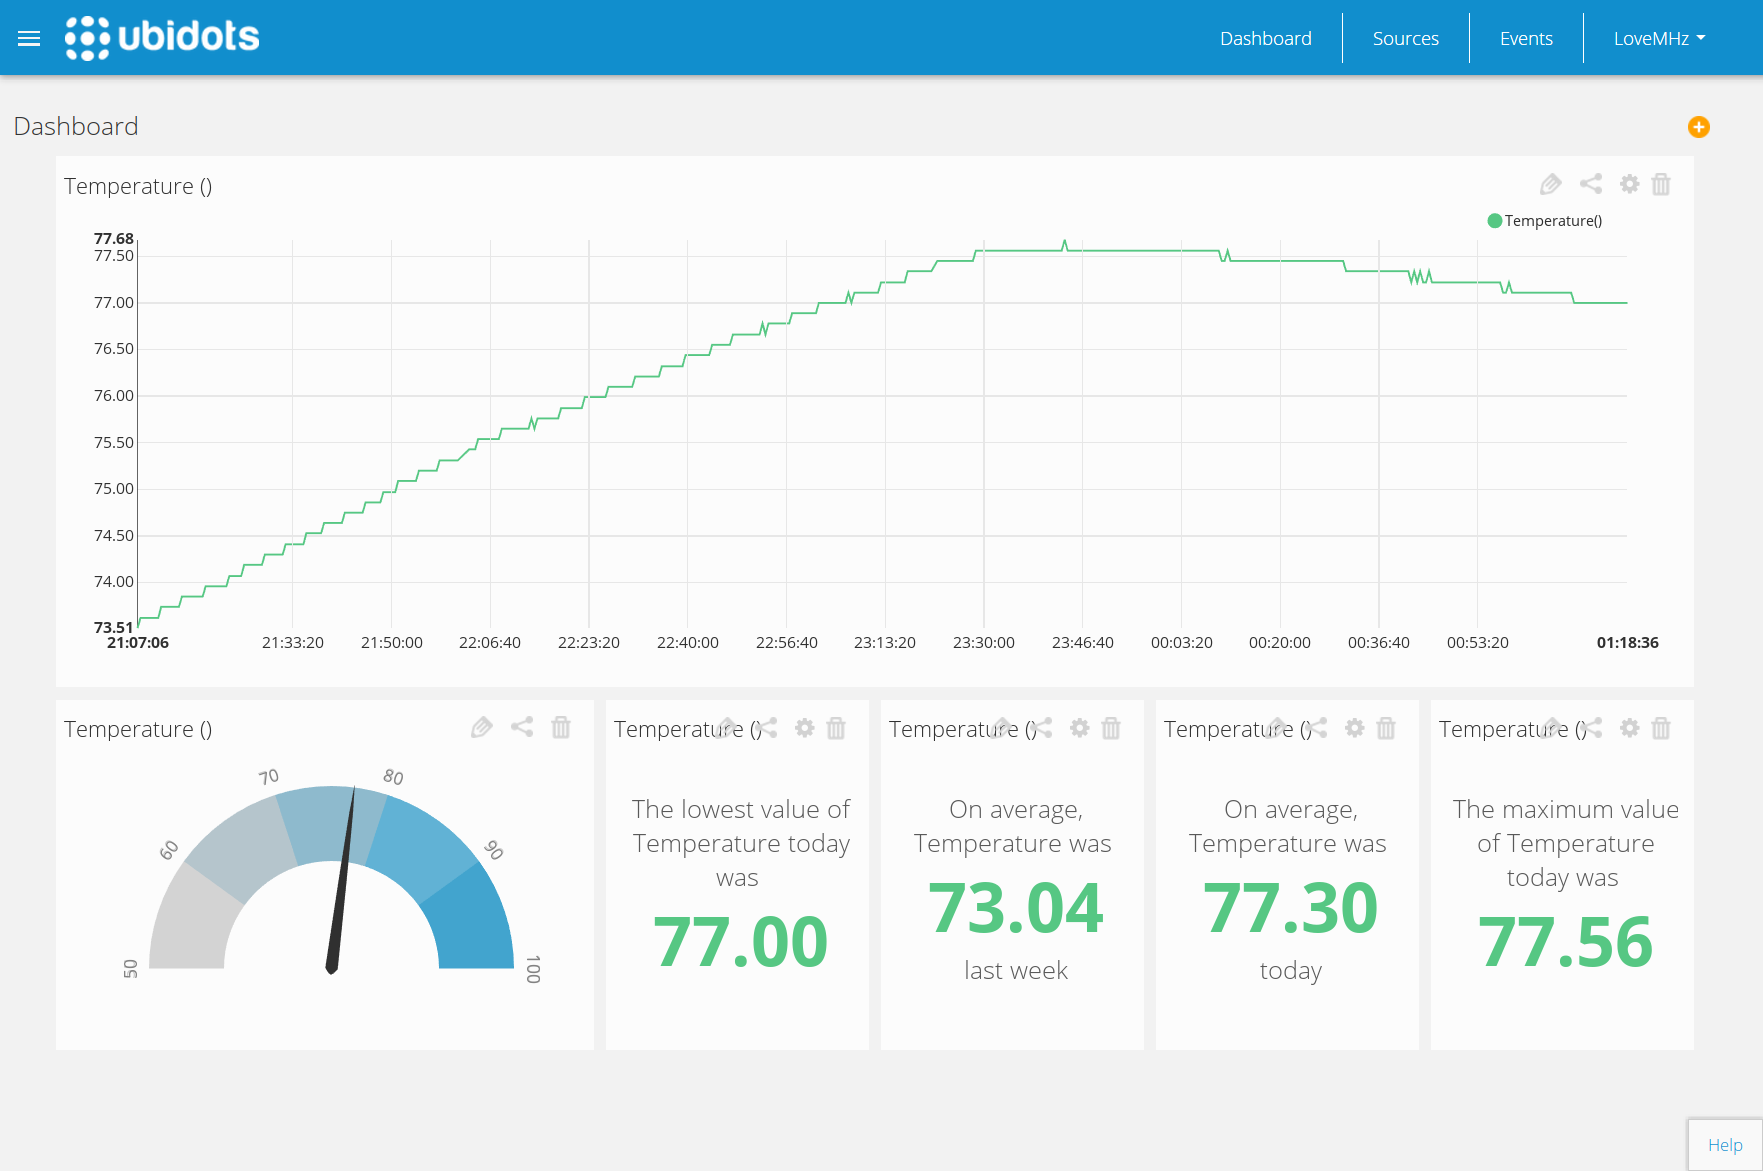 ubidots
Dashboard
Sources
Events
LoveMHz
Dashboard
Temperature ()
Temperature()
77.68
77.50
77.00
76.50
76.00
75.50
75.00
74.50
74.00
73.51
21:07:06
21:33:20
21:50:00
22:06:40
22:23:20
22:40:00
22:56:40
23:13:20
23:30:00
23:46:40
00:03:20
00:20:00
00:36:40
00:53:20
01:18:36
Temperature ()
50
60
70
80
90
100
Temperature ()
The lowest value of
Temperature today
was
77.00
Temperature ()
On average,
Temperature was
73.04
last week
Temperature ()
On average,
Temperature was
77.30
today
Temperature ()
The maximum value
of Temperature
today was
77.56
Help